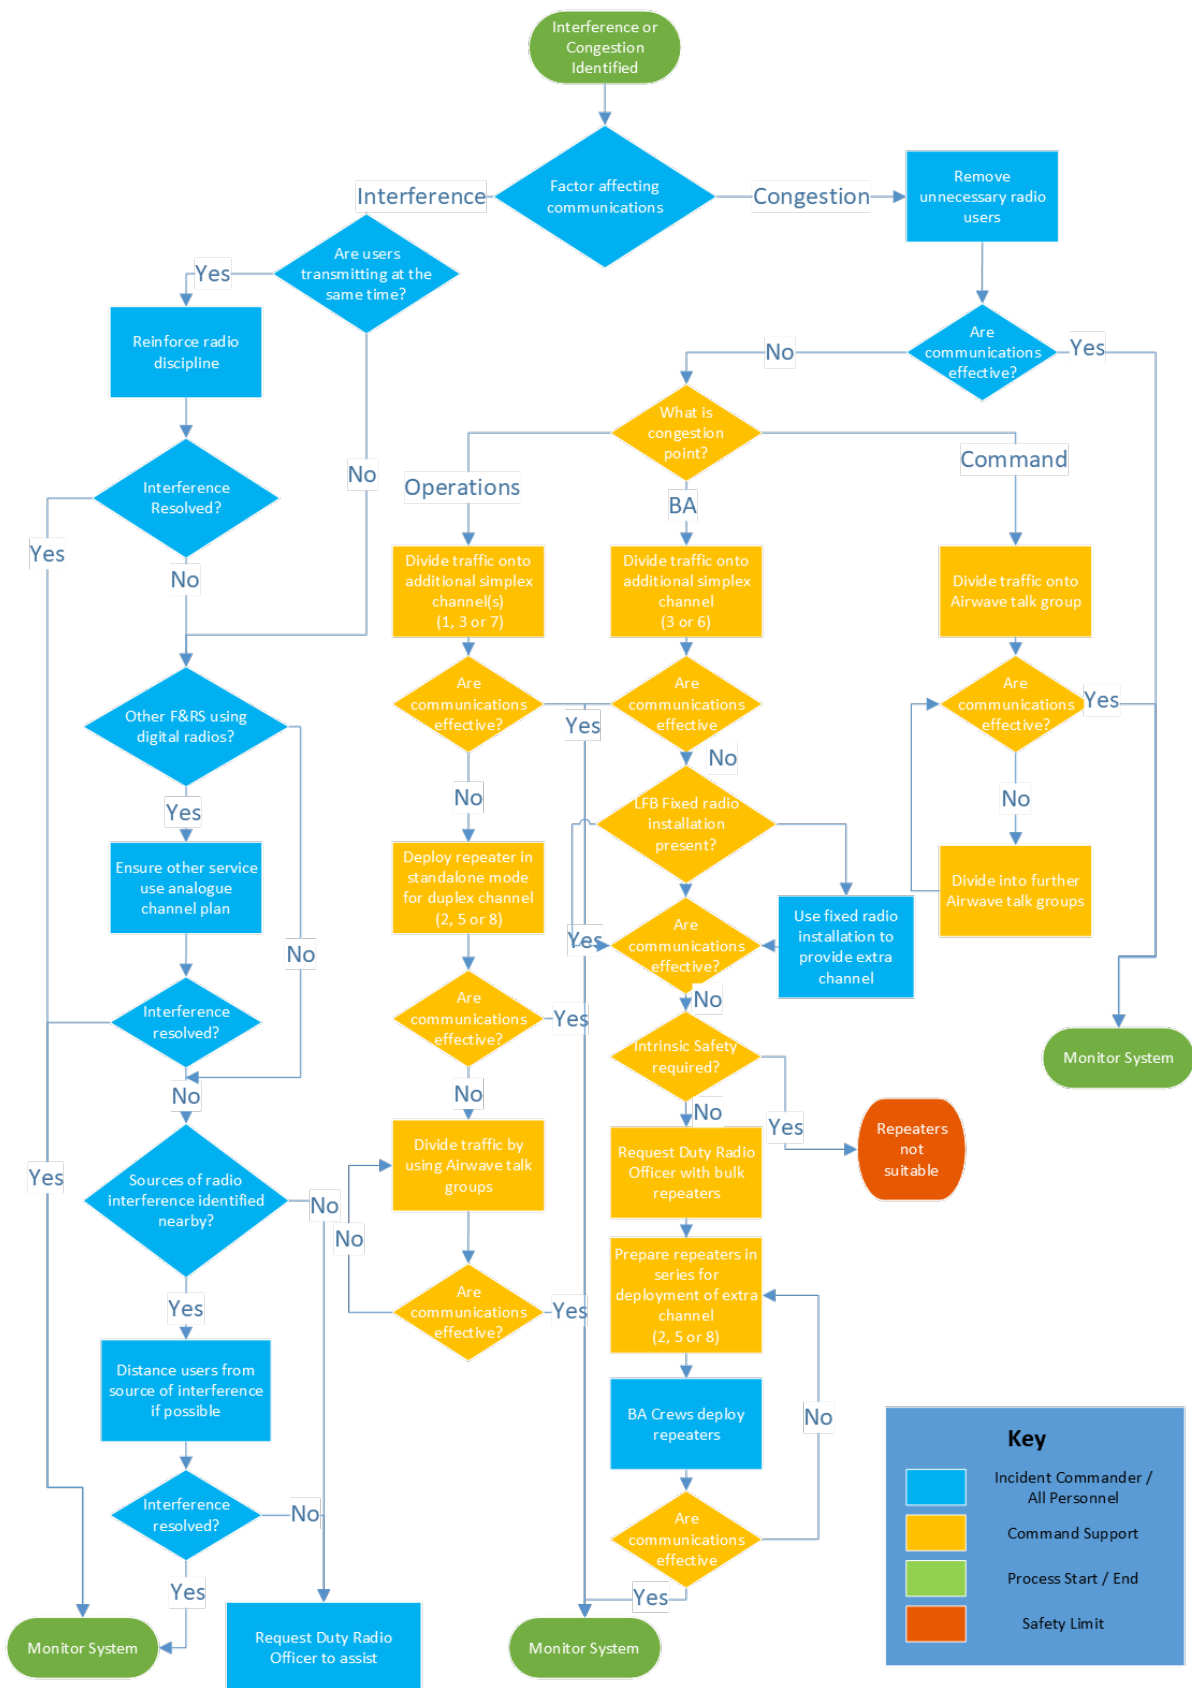 Interference or
Congestion
Identified
Factor affecting
communications
Interference
Congestion
Remove
unnecessary radio
users
Are users
transmitting at the
same time?
Yes
Reinforce radio
discipline
Are
communications
effective?
Yes
No
What is
congestion
point?
No
Operations
BA
Command
Interference
Resolved?
Yes
No
Divide traffic onto
additional simplex
channel(s)
(1, 3 or 7)
Divide traffic onto
additional simplex
channel
(3 or 6)
Divide traffic onto
Airwave talk group
Other F&RS using
digital radios?
Are
communications
effective?
Yes
Are
communications
effective
Are
communications
effective?
Yes
No
No
No
Yes
LFB Fixed radio
installation
present?
Ensure other service
use analogue
channel plan
Deploy repeater in
standalone mode
for duplex channel
(2, 5 or 8)
Divide into further
Airwave talk groups
Yes
Are
communications
effective?
Use fixed radio
installation to
provide extra
channel
No
No
Interference
resolved?
Are
communications
effective?
Yes
Intrinsic Safety
required?
Monitor System
No
No
No
Yes
Repeaters
not
suitable
Yes
Sources of radio
interference identified
nearby?
No
Divide traffic by
using Airwave talk
groups
Request Duty Radio
Officer with bulk
repeaters
No
Prepare repeaters in
series for
deployment of extra
channel
(2, 5 or 8)
Yes
Are
communications
effective?
Yes
Distance users from
source of interference
if possible
BA Crews deploy
repeaters
No
Interference
resolved?
No
Are
communications
effective
Yes
Yes
Monitor System
Request Duty Radio
Officer to assist
Monitor System
Key
Incident Commander /
All Personnel
Command Support
Process Start / End
Safety Limit